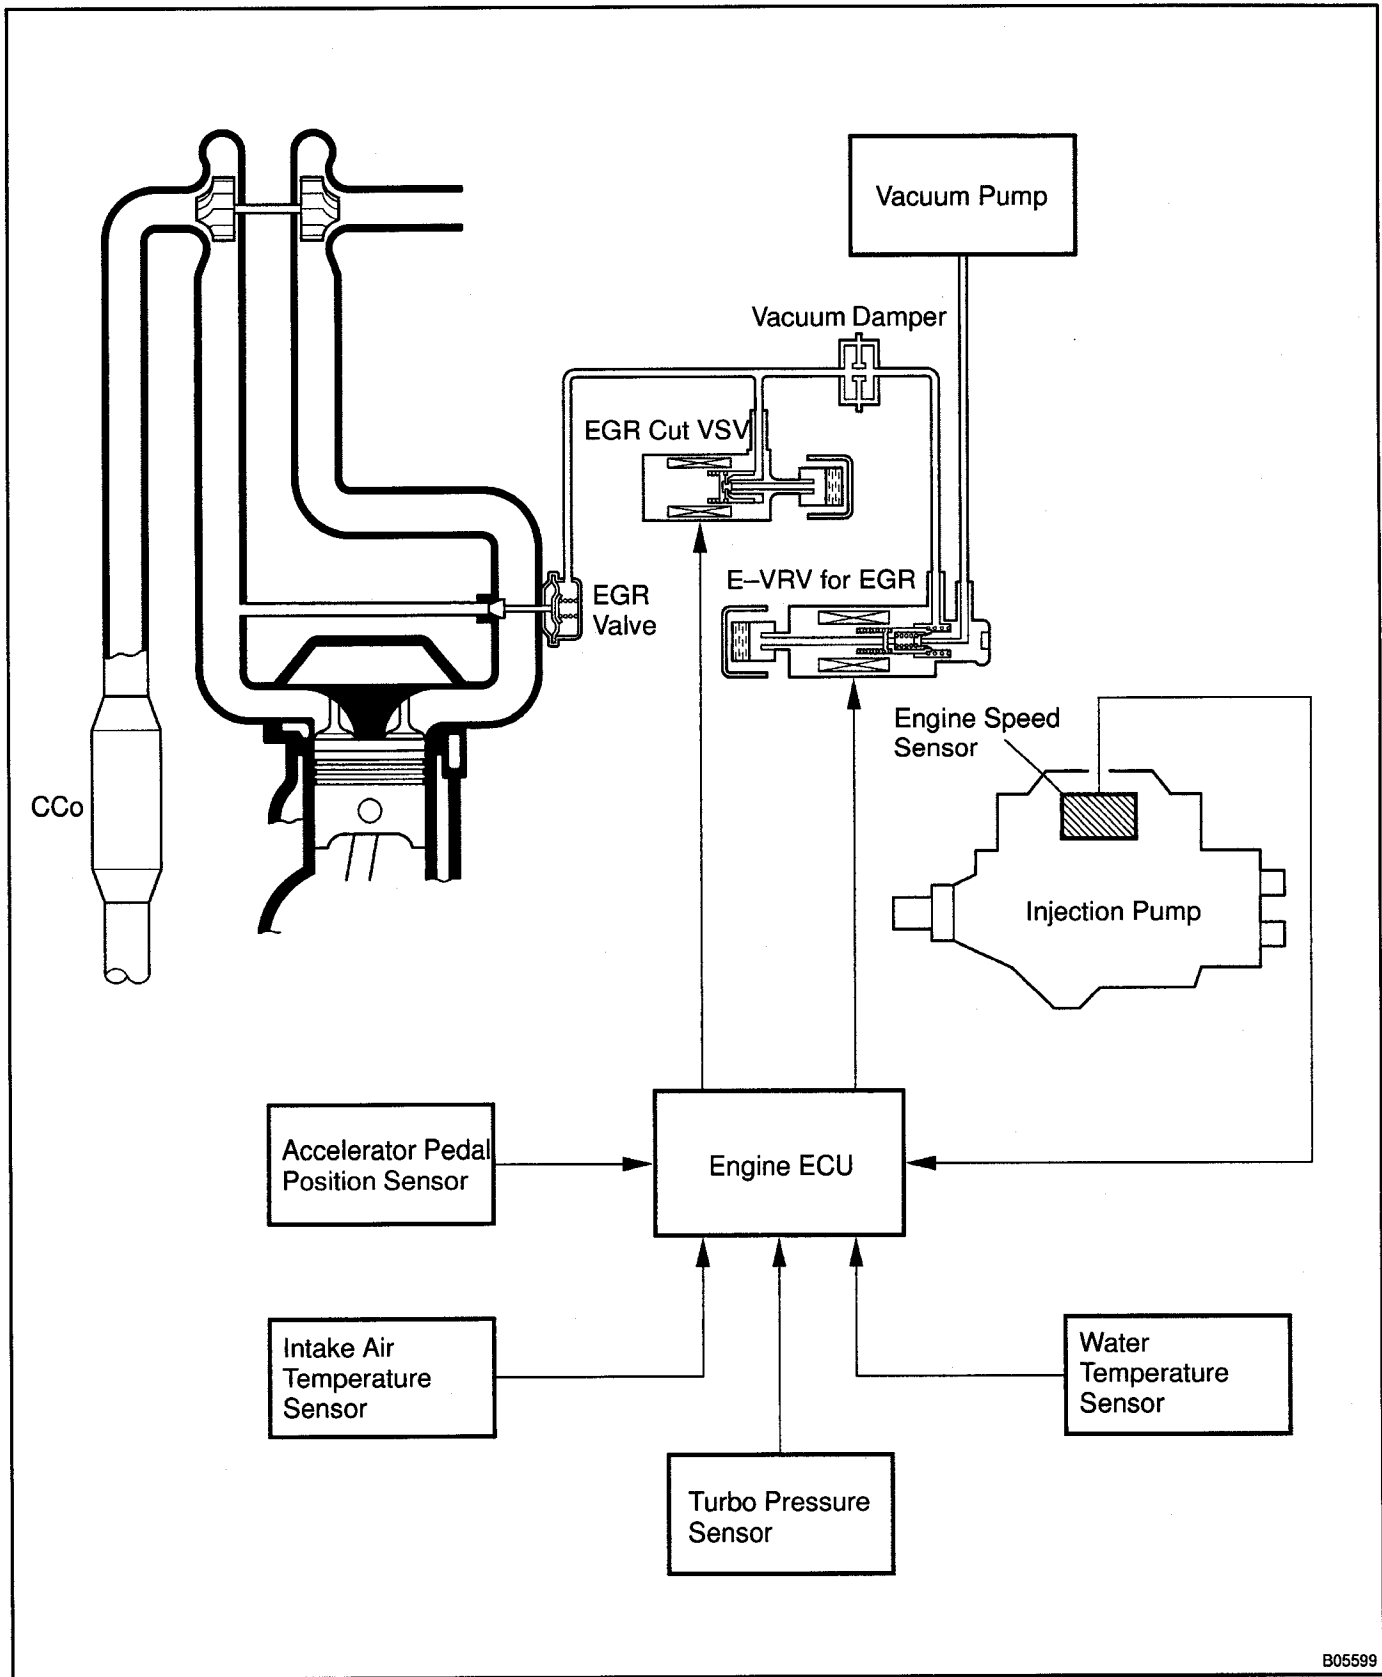 Vacuum Pump
Vacuum Damper
EGR Cut VSV
E–VRV for EGR
EGR
Valve
Engine Speed
Sensor
CCo
Injection Pump
Accelerator Pedal
Position Sensor
Engine ECU
Intake Air
Temperature
Sensor
Water
Temperature
Sensor
Turbo Pressure
Sensor
B05599